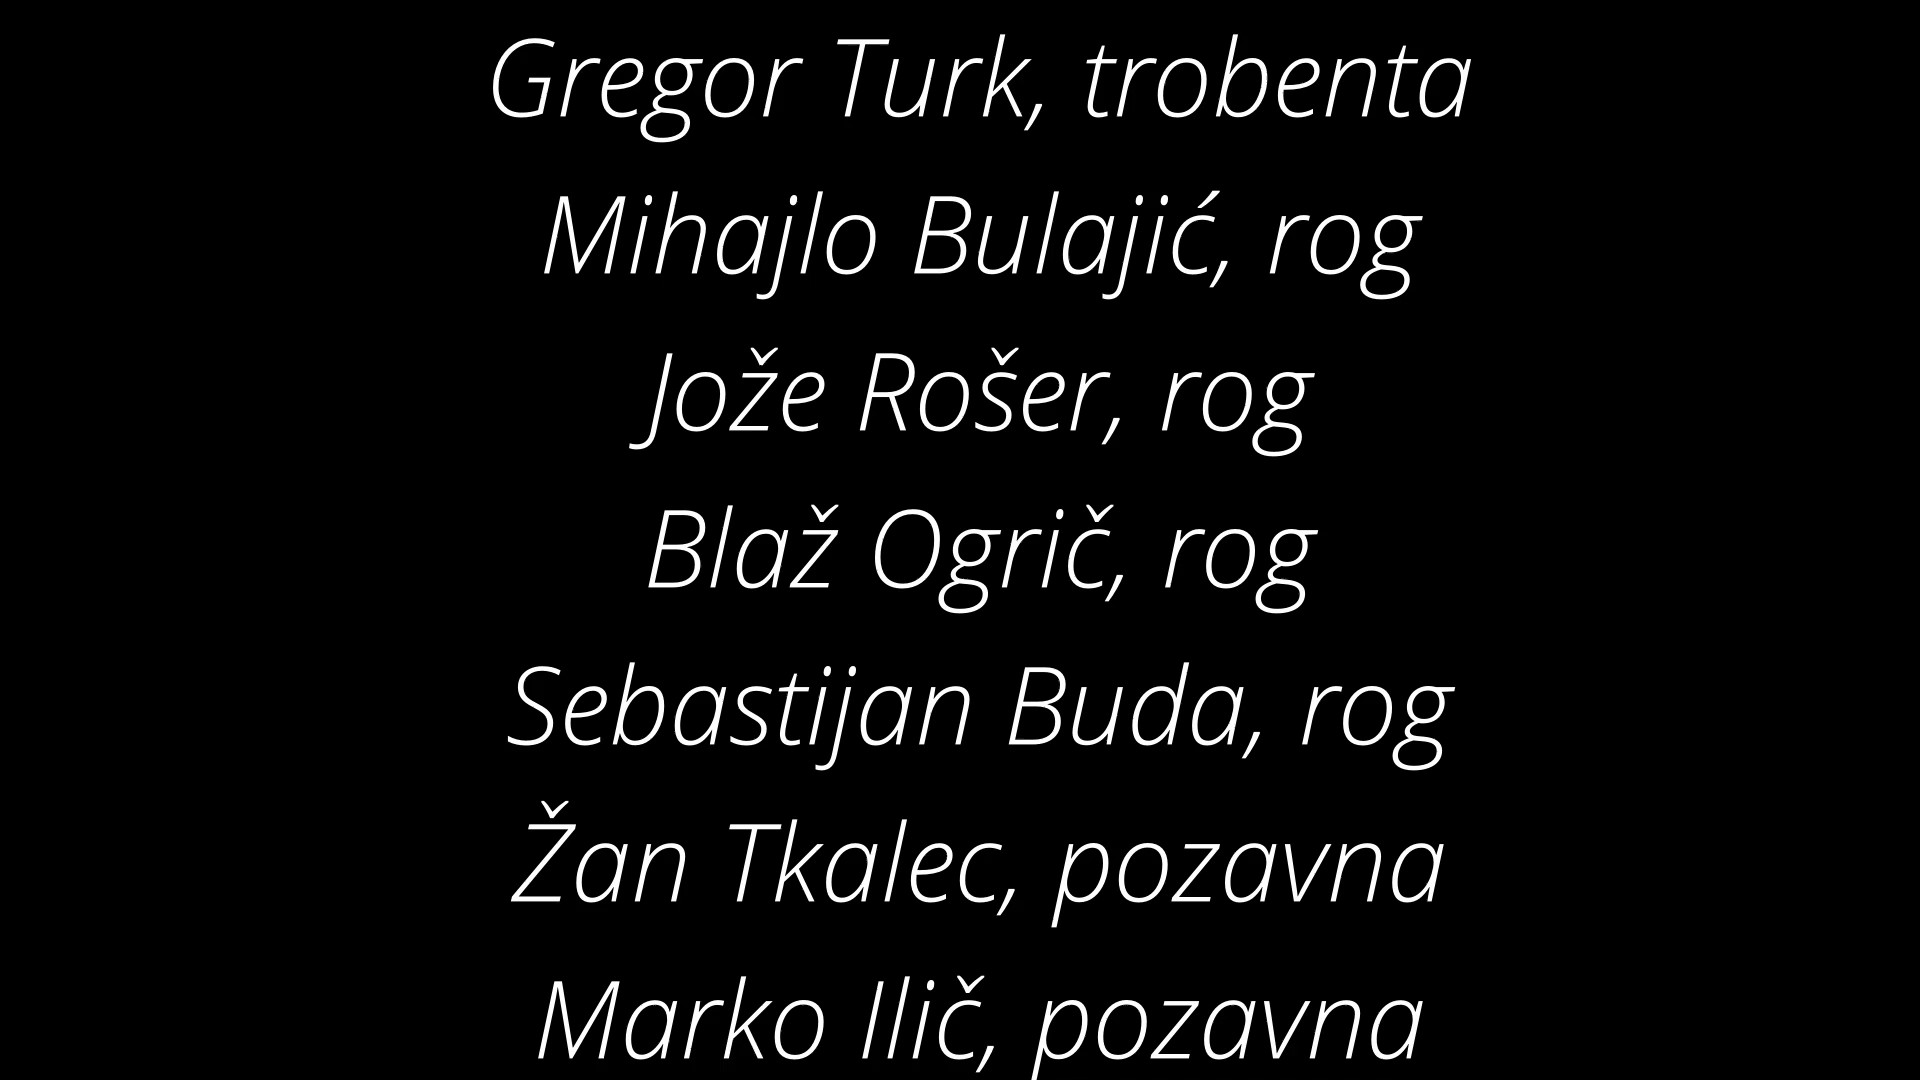 Gregor Turk, trobenta
Mihajlo Bulajić, rog
Jože Rošer, rog
Blaž Ogrič, rog
Sebastijan Buda, rog
Žan Tkalec, pozavna
Marko Ilič, pozavna